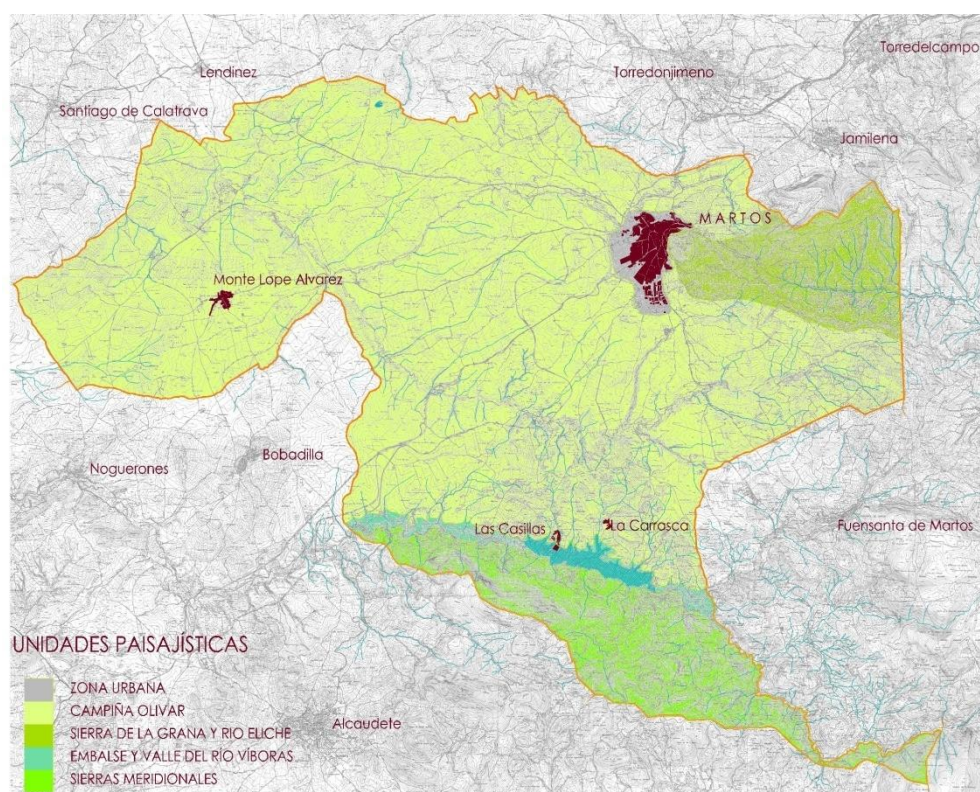 Torredelcampo
Lendinez
Torredonjimeno
Santiago de Calatrava
Jamilena
MARTOS
Monte Lope Alvarez
Noguerones
Bobadilla
Las Casillas
La Carrasca
Fuensanta de Martos
UNIDADES PAISAJÍSTICAS
ZONA URBANA
CAMPIÑA OLIVAR
SIERRA DE LA GRANA Y RIO ELICHE
EMBALSE Y VALLE DEL RÍO VÍBORAS
SIERRAS MERIDIONALES
Alcaudete